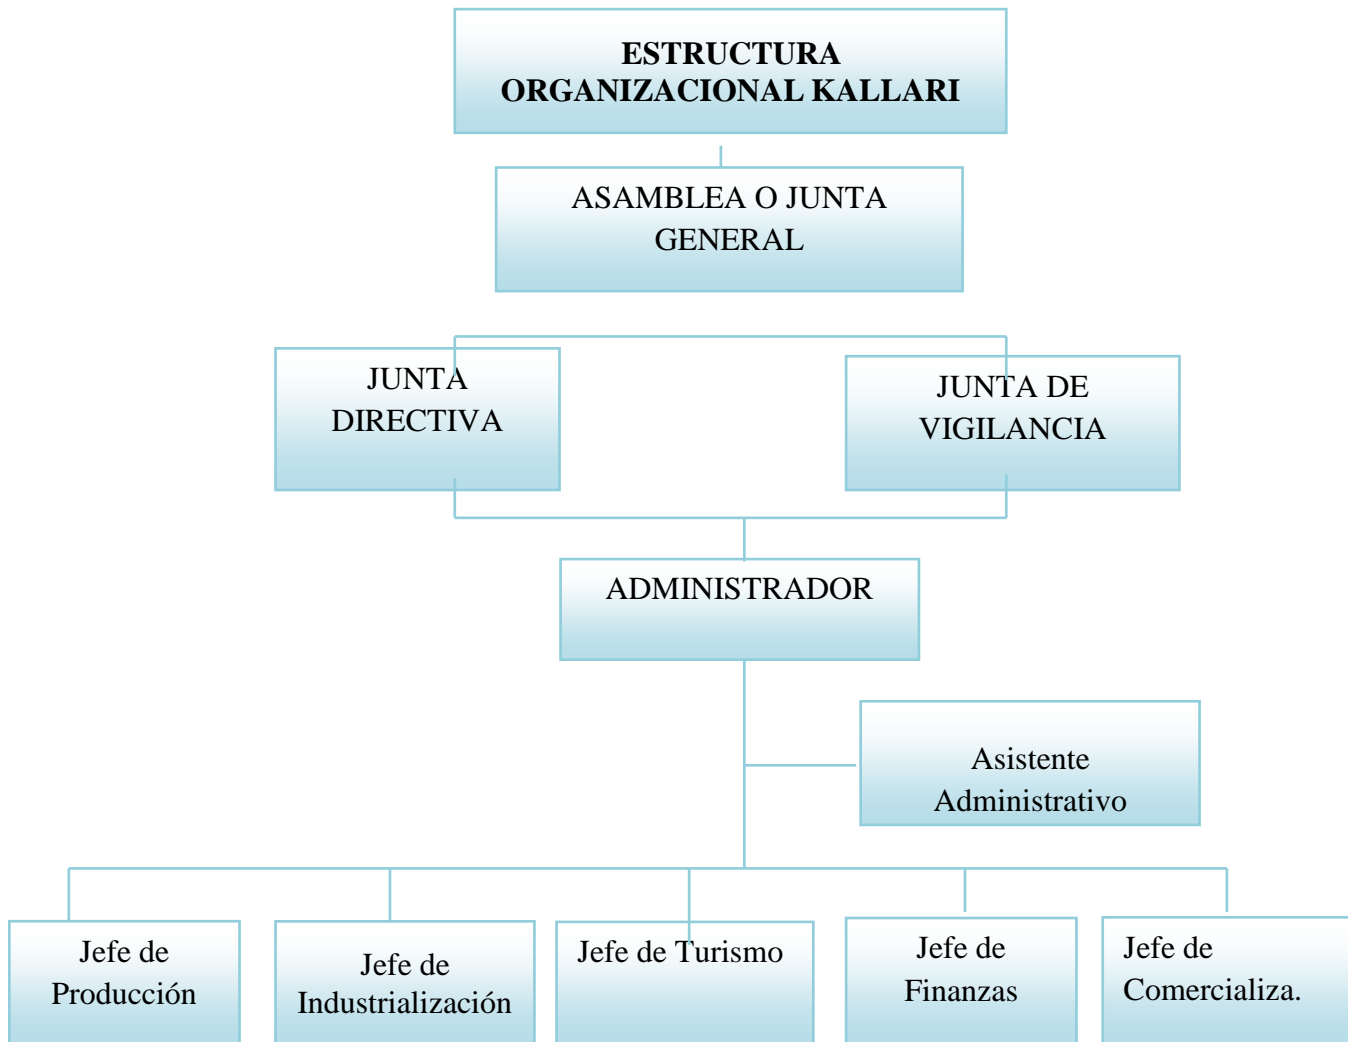 ESTRUCTURA
ORGANIZACIONAL KALLARI
ASAMBLEA O JUNTA
GENERAL
JUNTA
DIRECTIVA
JUNTA DE
VIGILANCIA
ADMINISTRADOR
Asistente
Administrativo
Jefe de
Producción
Jefe de
Industrialización
Jefe de Turismo
Jefe de
Finanzas
Jefe de
Comercializa.